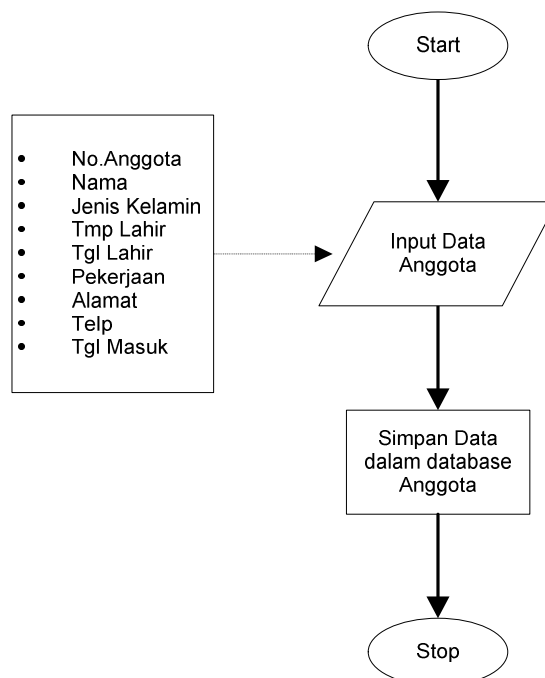 Start
• No.Anggota
• Nama
• Jenis Kelamin
• Tmp Lahir
• Tgl Lahir
• Pekerjaan
• Alamat
• Telp
• Tgl Masuk
Input Data
Anggota
Simpan Data
dalam database
Anggota
Stop